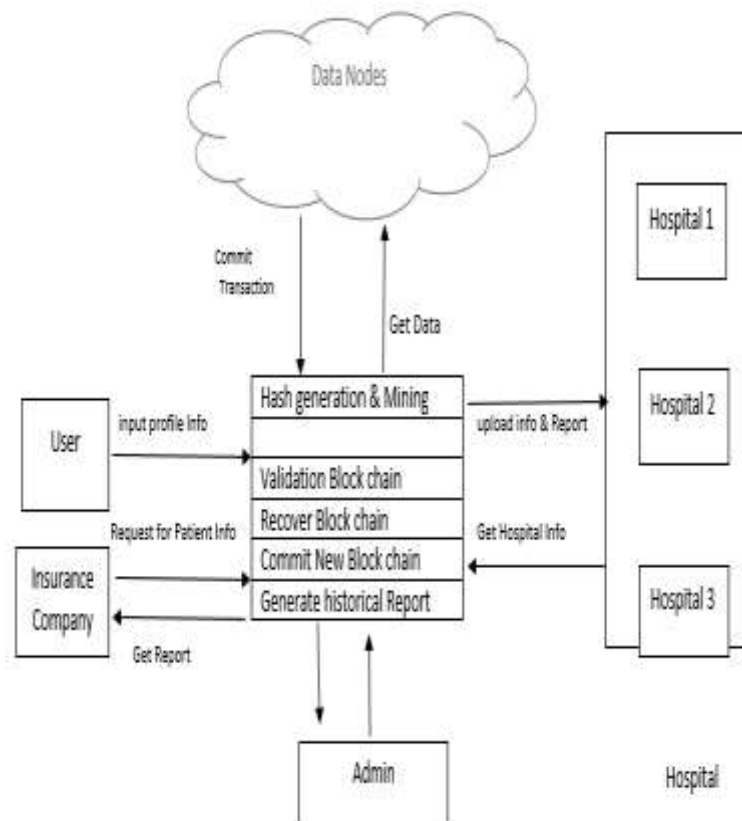 Data Nodes
Hospital 1
Commit
Transaction
Get Data
Hash generation & Mining
User
input profile Info
upload info & Report
Hospital 2
Validation Block chain
Recover Block chain
Request for Patient Info
Get Hospital Info
Commit New Block chain
Insurance
Company
Generate historical Report
Hospital 3
Get Report
Admin
Hospital